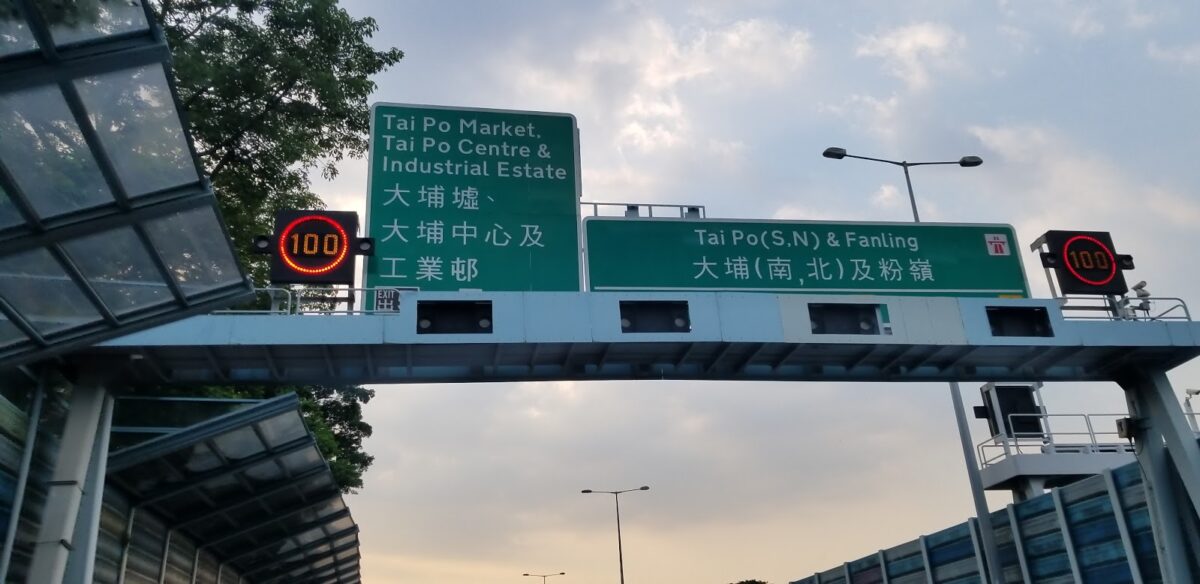 Tai Po Market,
Tai Po Centre &
Industrial Estate
大埔墟、
大埔中心及
工業邨
EXIT
出
Tai Po(S,N) & Fanling
大埔(南,北)及粉嶺
100
100